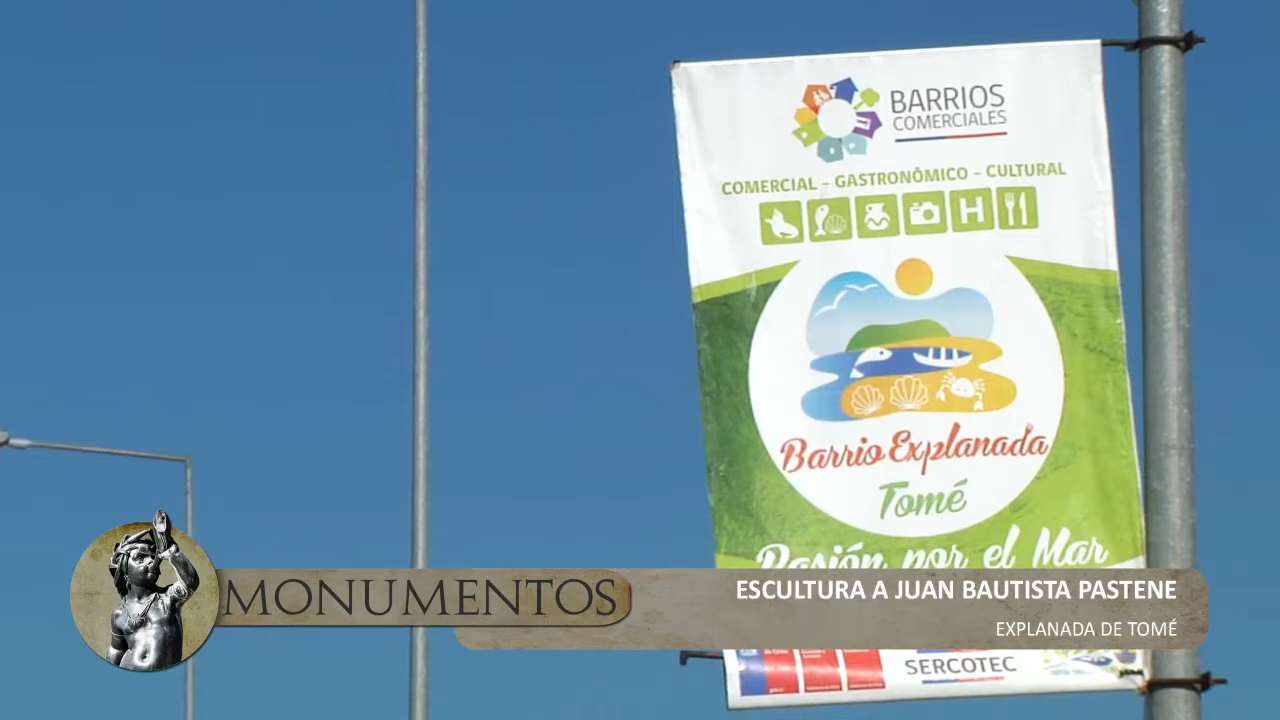 BARRIOS
COMERCIALES
COMERCIAL - GASTRONÔMICO - CULTURAL
H
Barrio Explanada
Tomé
Pasión por el Mar
MONUMENTOS
ESCULTURA A JUAN BAUTISTA PASTENE
EXPLANADA DE TOMÉ
SERCOTEC